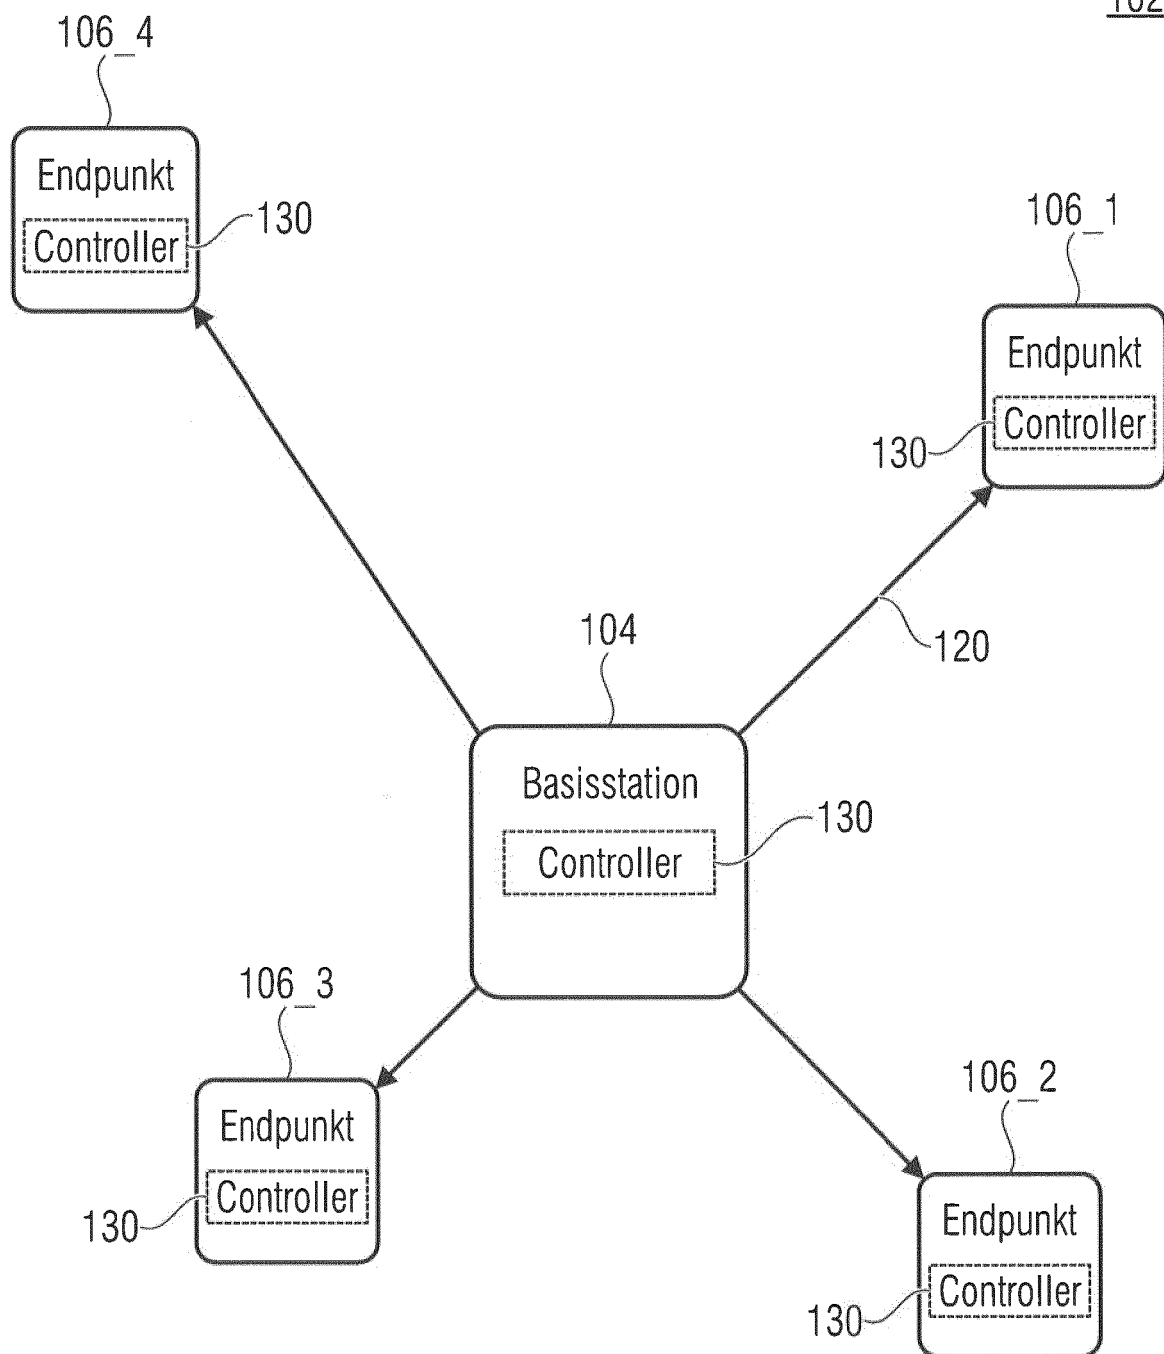 102
106_4
Endpunkt
Controller
130
106_1
Endpunkt
Controller
130
120
104
Basisstation
Controller
130
106_3
Endpunkt
Controller
130
106_2
Endpunkt
Controller
130